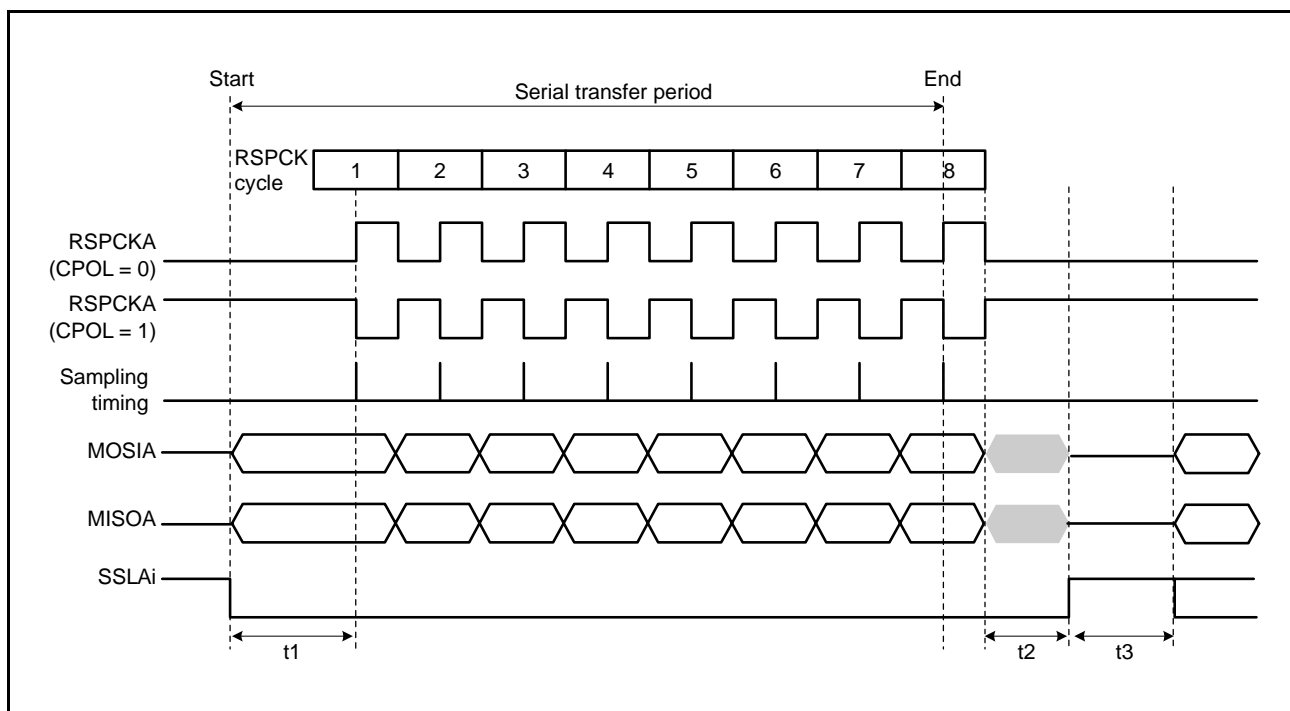 Start
End
Serial transfer period
RSPCK
cycle
1 2 3 4 5 6 7 8
RSPCKA
(CPOL = 0)
RSPCKA
(CPOL = 1)
Sampling
timing
MOSIA
MISOA
SSLAi
t1
t2
t3